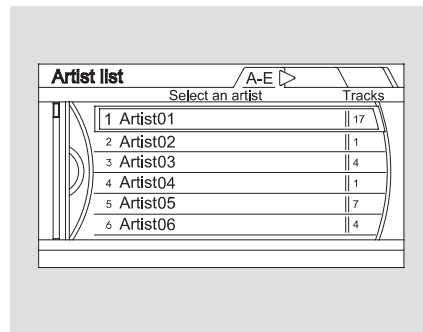 Artist list A-E
Select an artist Tracks
1 Artist01 17
2 Artist02 1
3 Artist03 4
4 Artist04 1
5 Artist05 7
6 Artist06 4